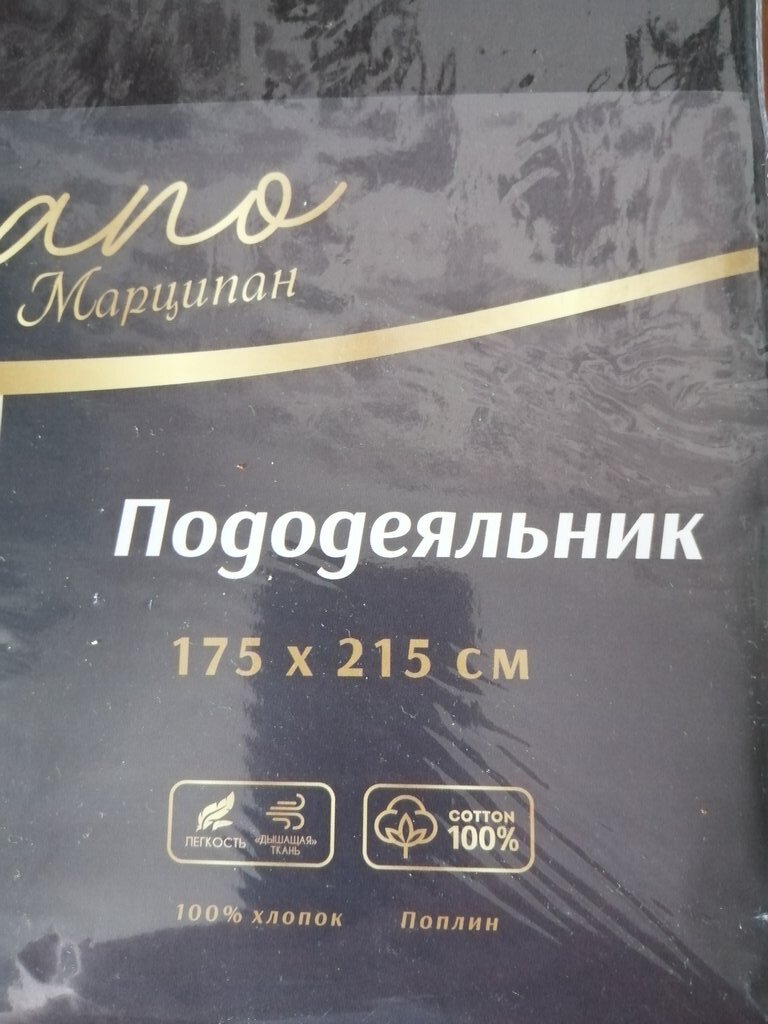 Марципан
Пододеяльник
175 х 215 см
ЛЕГКОСТЬ «ДЫШАЩАЯ» ТКАНЬ
COTTON
100%
100% хлопок Поплин